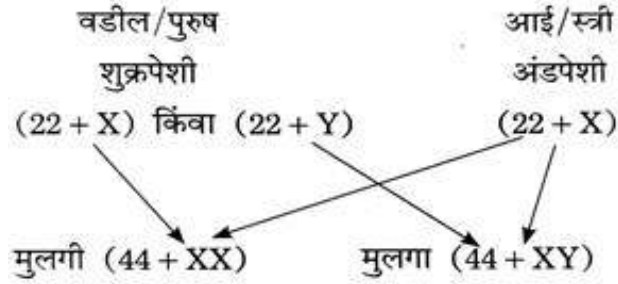 वडील/पुरुष आई/स्त्री
शुक्रपेशी अंडपेशी
(22 + X) किंवा (22 + Y) (22 + X)
मुलगी (44 + XX) मुलगा (44 + XY)